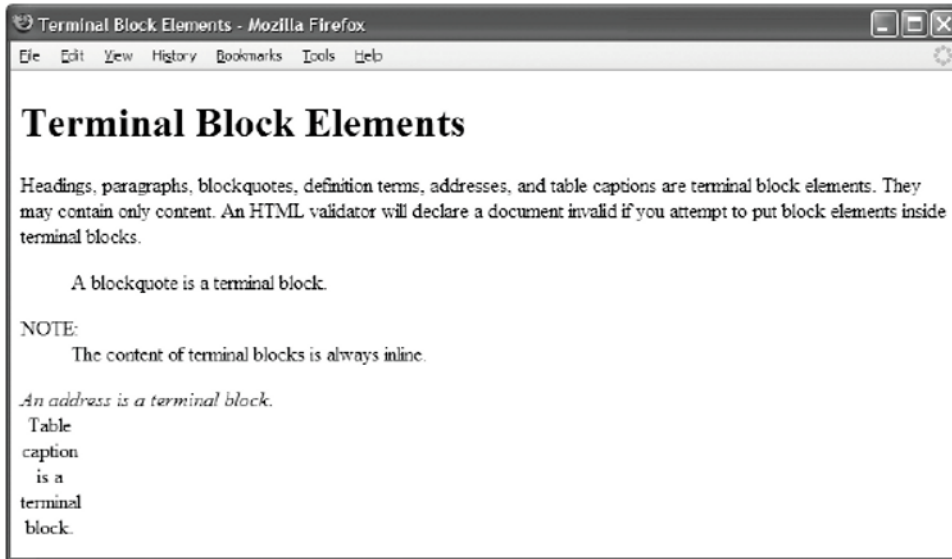 Terminal Block Elements - Mozilla Firefox
File Edit View History Bookmarks Tools Help
Terminal Block Elements
Headings, paragraphs, blockquotes, definition terms, addresses, and table captions are terminal block elements. They
may contain only content. An HTML validator will declare a document invalid if you attempt to put block elements inside
terminal blocks.
A blockquote is a terminal block.
NOTE:
The content of terminal blocks is always inline.
An address is a terminal block.
Table
caption
is a
terminal
block.